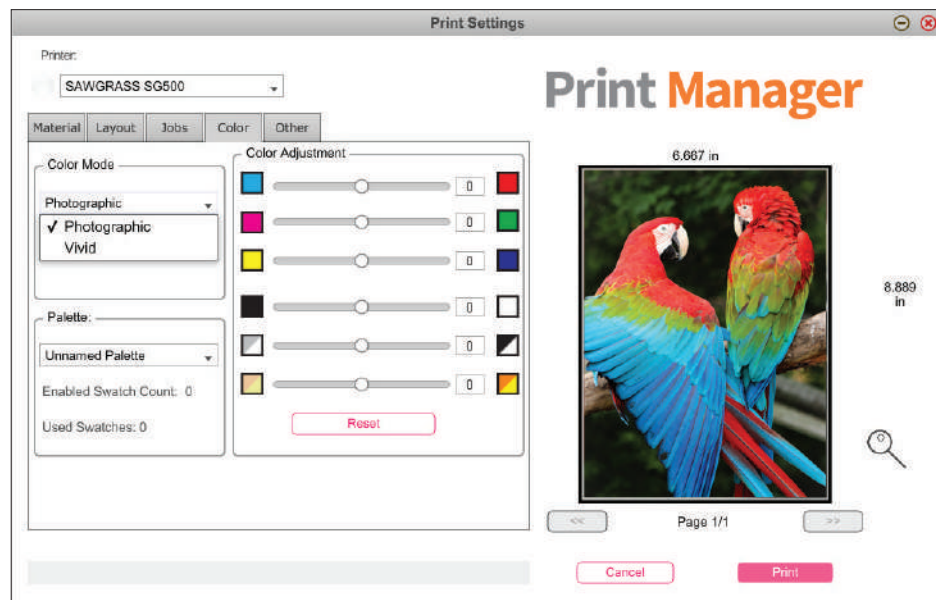 Print Settings
Printer:
SAWGRASS SG500
Print Manager
Material Layout Jobs Color Other
Color Mode
Photographic
✓ Photographic
Vivid
Palette:
Unnamed Palette
Enabled Swatch Count: 0
Used Swatches: 0
Color Adjustment
0
0
0
0
0
0
Reset
6.667 in
8.889
in
<< Page 1/1 >>
Cancel Print